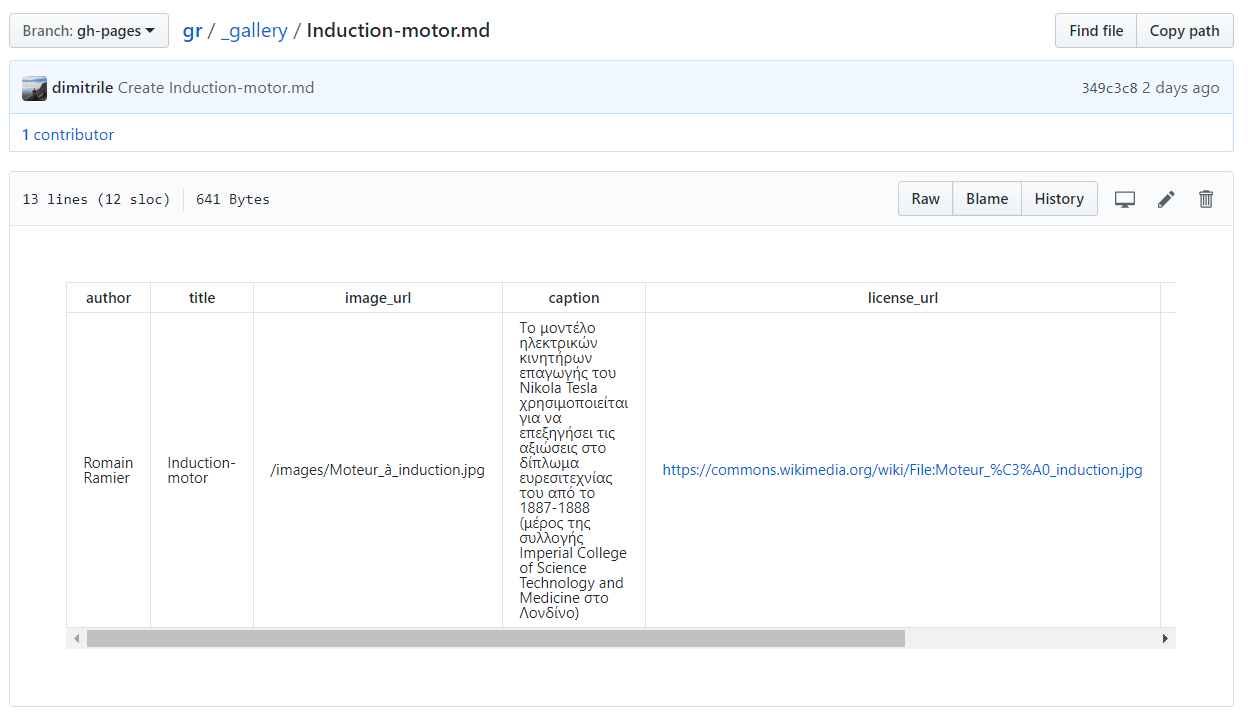 Branch: gh-pages
gr / _gallery / Induction-motor.md
Find file
Copy path
dimitrile Create Induction-motor.md
349c3c8 2 days ago
1 contributor
13 lines (12 sloc)
641 Bytes
Raw
Blame
History
author
title
image_url
caption
license_url
Romain
Ramier
Induction-
motor
/images/Moteur_à_induction.jpg
Το μοντέλο
ηλεκτρικών
κινητήρων
επαγωγής του
Nikola Tesla
χρησιμοποιείται
για να
επεξηγήσει τις
αξιώσεις στο
δίπλωμα
ευρεσιτεχνίας
του από το
1887-1888
(μέρος της
συλλογής
Imperial College
of Science
Technology and
Medicine στο
Λονδίνο)
https://commons.wikimedia.org/wiki/File:Moteur_%C3%A0_induction.jpg